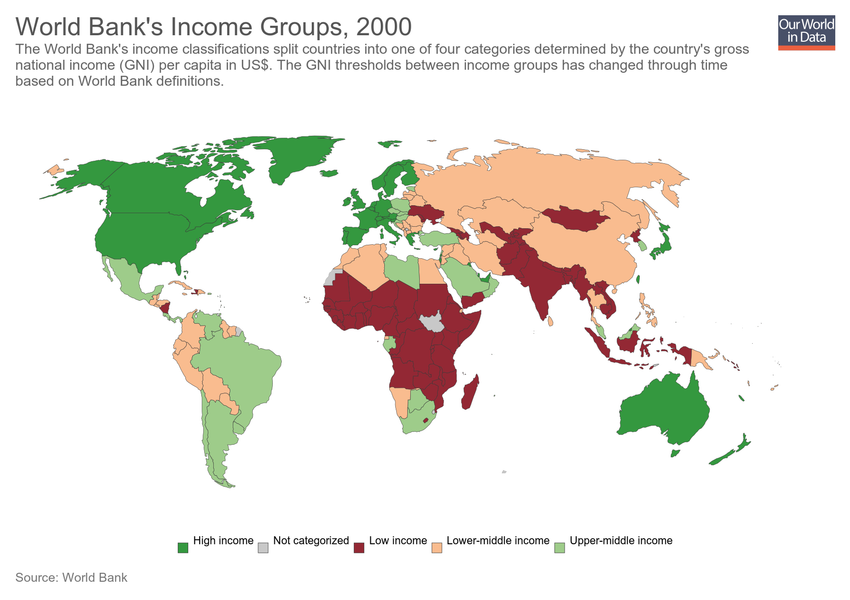 World Bank's Income Groups, 2000
Our World
in Data
The World Bank's income classifications split countries into one of four categories determined by the country's gross
national income (GNI) per capita in US$. The GNI thresholds between income groups has changed through time
based on World Bank definitions.
High income
Not categorized
Low income
Lower-middle income
Upper-middle income
Source: World Bank